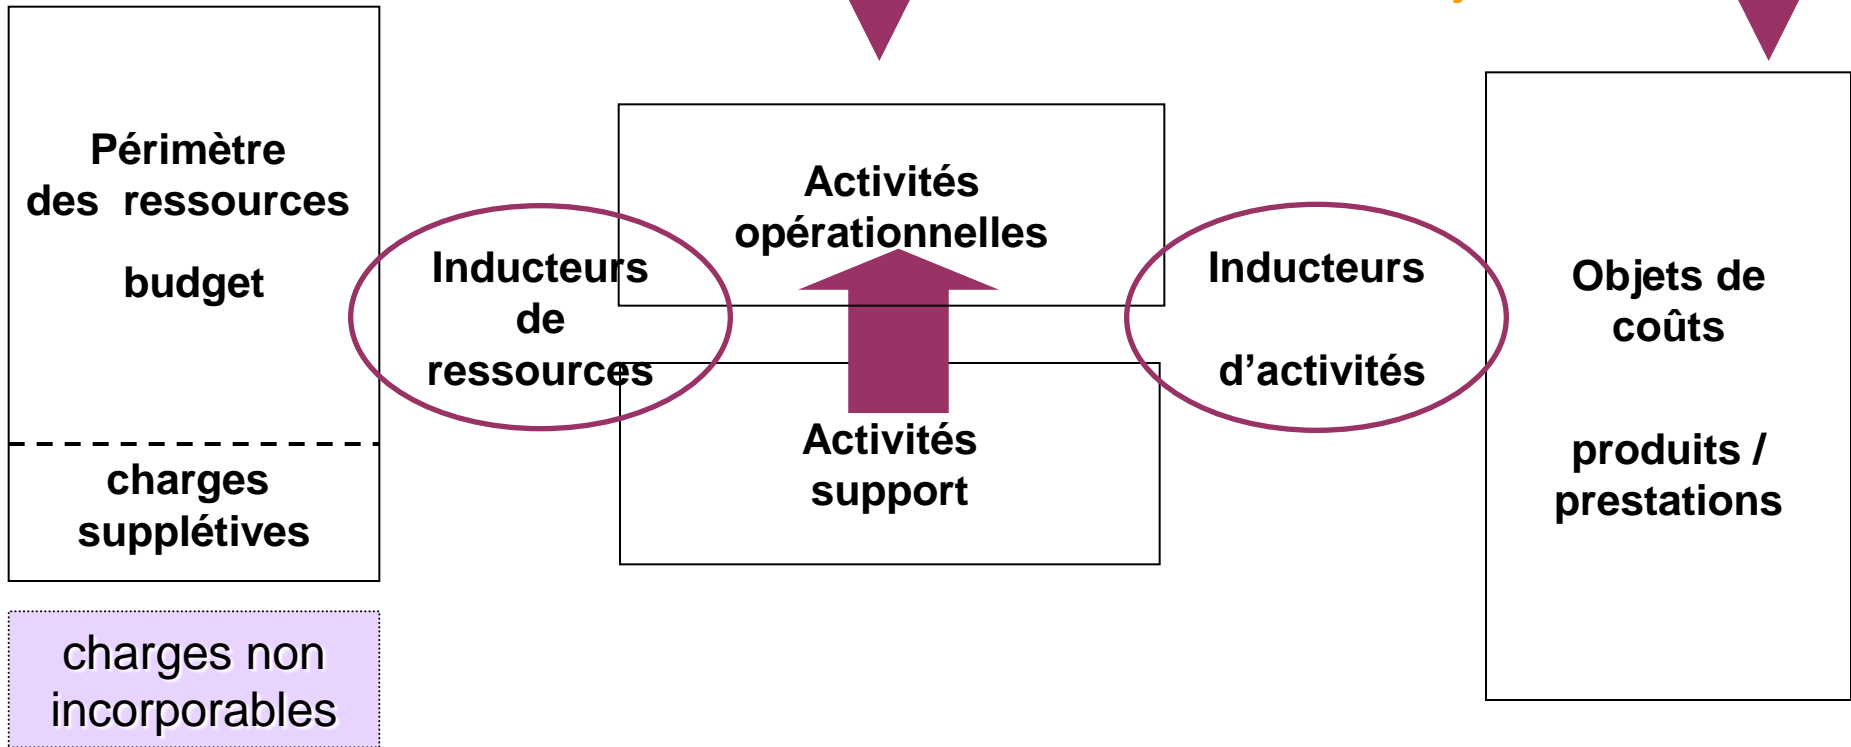 Périmètre
des ressources
budget
charges
supplétives
charges non
incorporables
Inducteurs
de
ressources
Activités
opérationnelles
Activités
support
Inducteurs
d’activités
Objets de
coûts
produits /
prestations